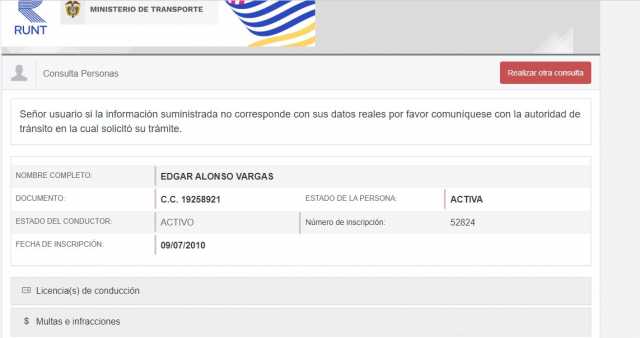 RUNT
MINISTERIO DE TRANSPORTE
Consulta Personas
Realizar otra consulta
Señor usuario si la información suministrada no corresponde con sus datos reales por favor comuníquese con la autoridad de
tránsito en la cual solicitó su trámite.
NOMBRE COMPLETO: EDGAR ALONSO VARGAS
DOCUMENTO: C.C. 19258921 ESTADO DE LA PERSONA: ACTIVA
ESTADO DEL CONDUCTOR: ACTIVO Número de inscripción: 52824
FECHA DE INSCRIPCIÓN: 09/07/2010
Licencia(s) de conducción
$ Multas e infracciones